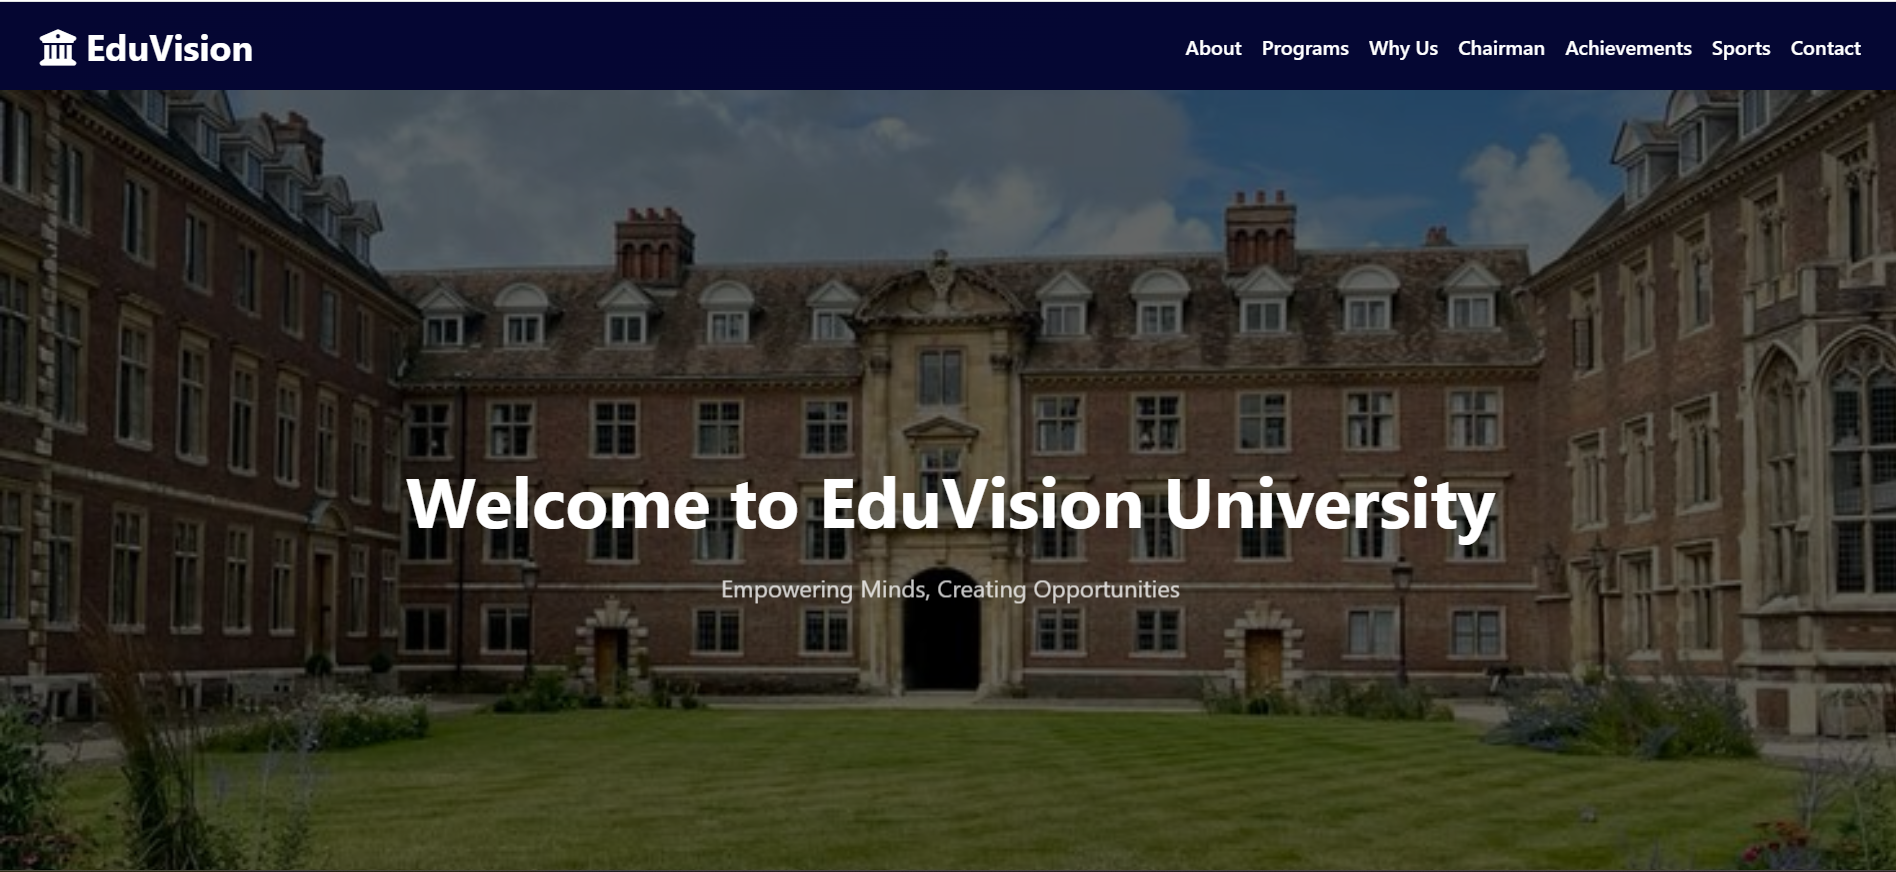 EduVision
About Programs Why Us Chairman Achievements Sports Contact
Welcome to EduVision University
Empowering Minds, Creating Opportunities